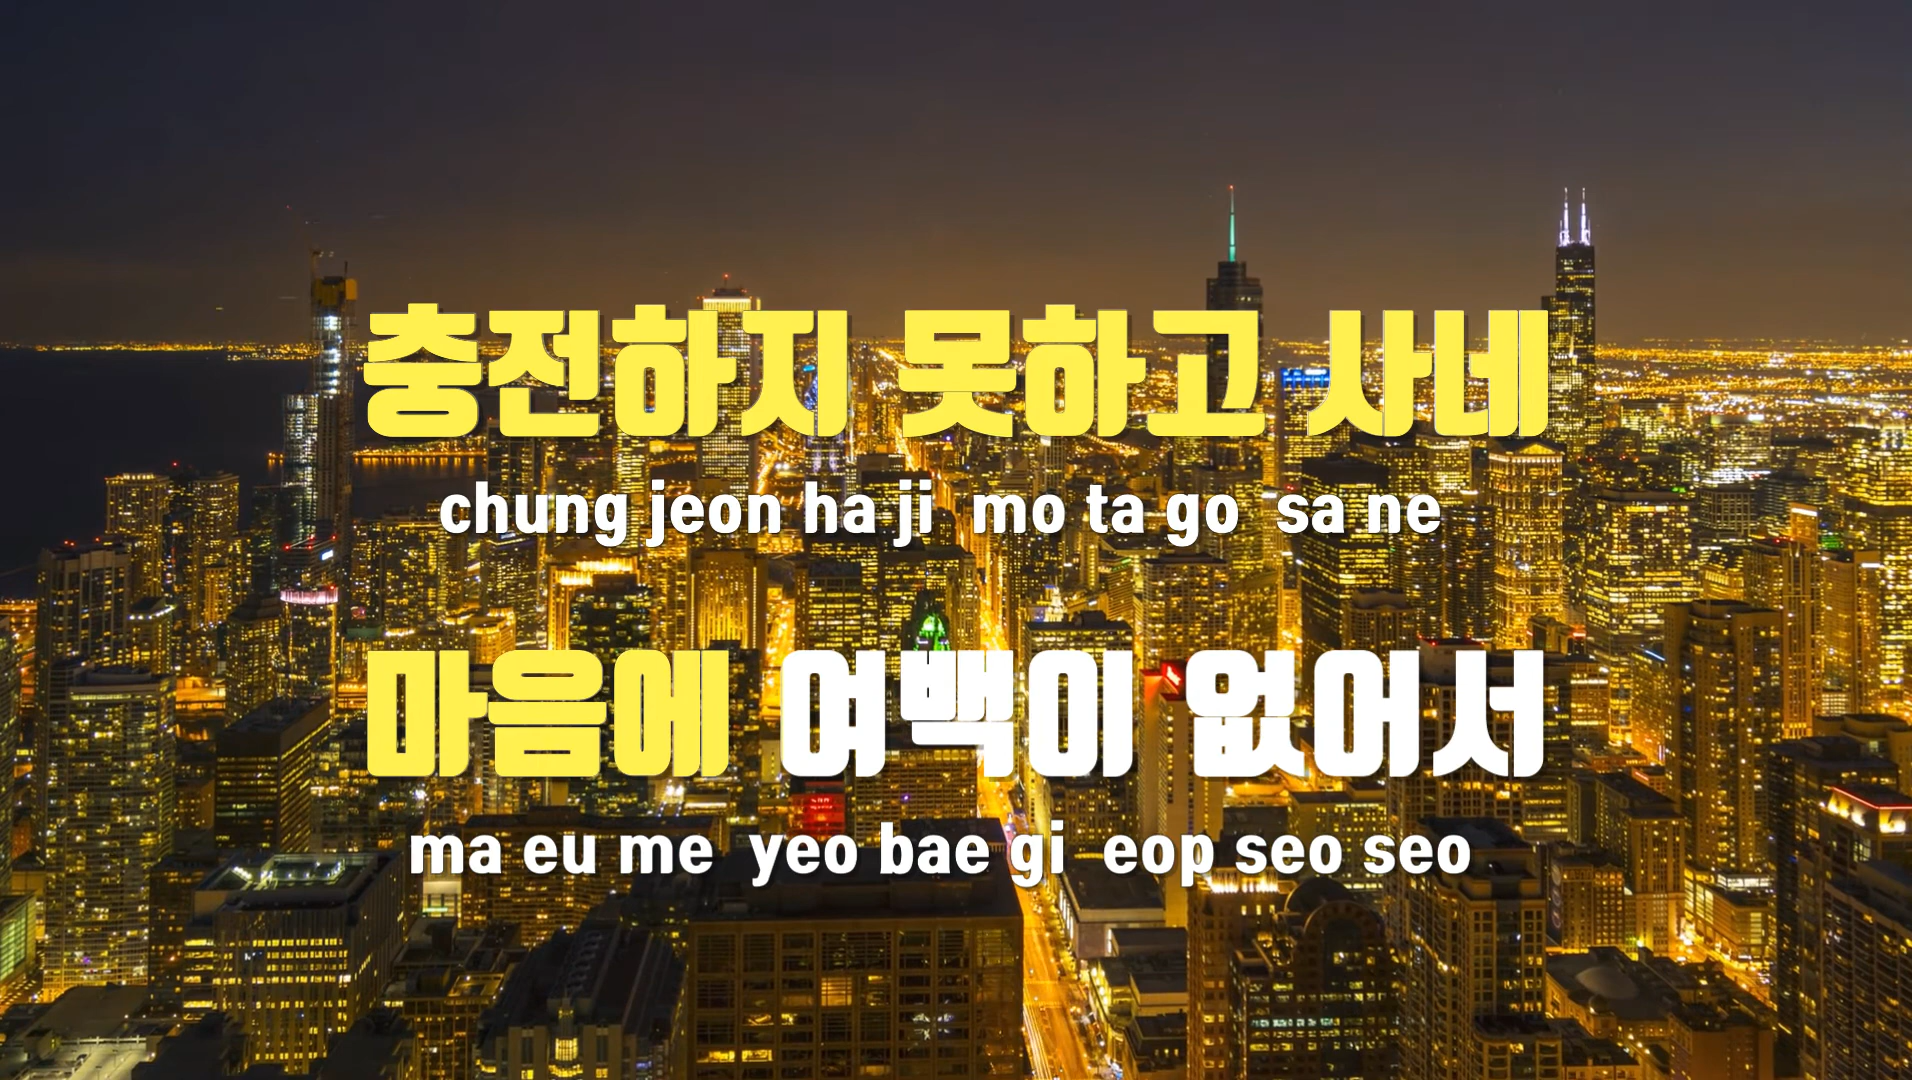 충전하지 못하고 사네
chung jeon ha ji mo ta go sa ne
마음에 여백이 없어서
ma eu me yeo bae gi eop seo seo